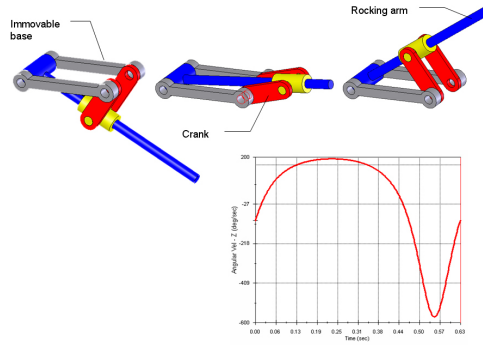 Immovable
base
Rocking arm
Crank
Angular Vel - Z (deg/sec)
200
-27
-218
-409
-600
0.00 0.06 0.13 0.19 0.25 0.31 0.38 0.44 0.50 0.57 0.63
Time (sec)